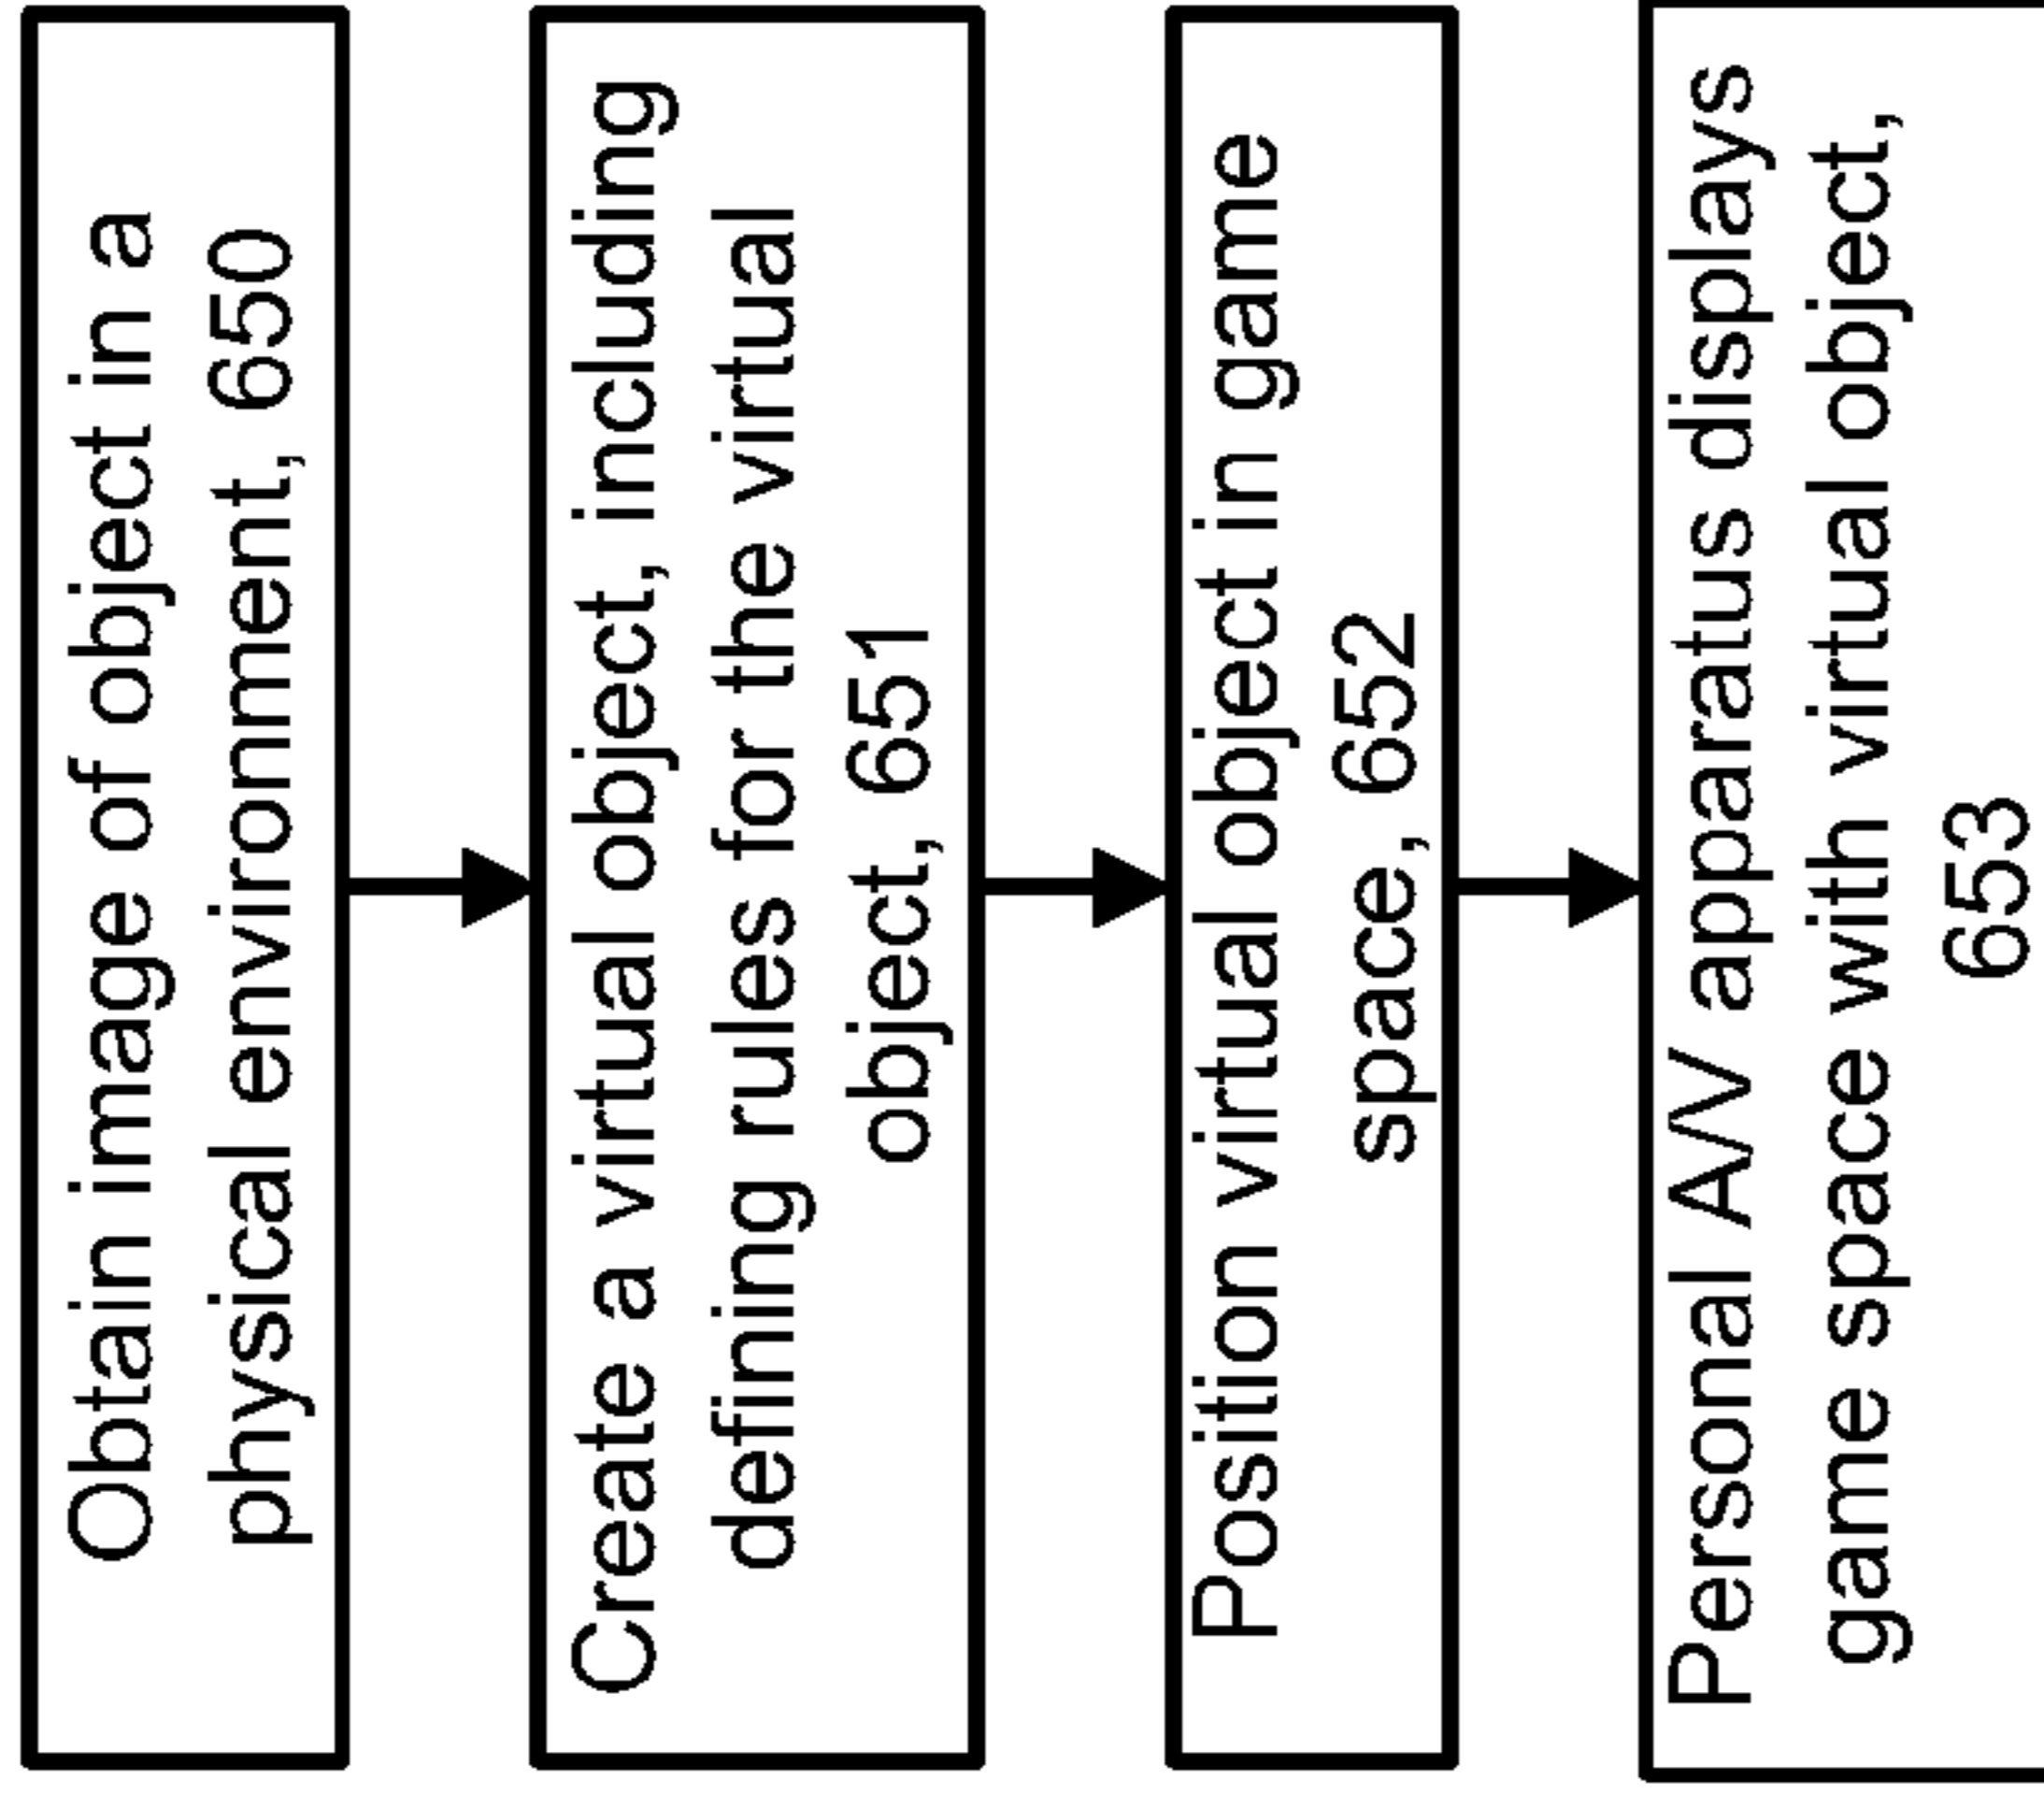 Obtain image of object in a
physical environment, 650
Create a virtual object, including
defining rules for the virtual
object, 651
Position virtual object in game
space, 652
Personal A/V apparatus displays
game space with virtual object,
653